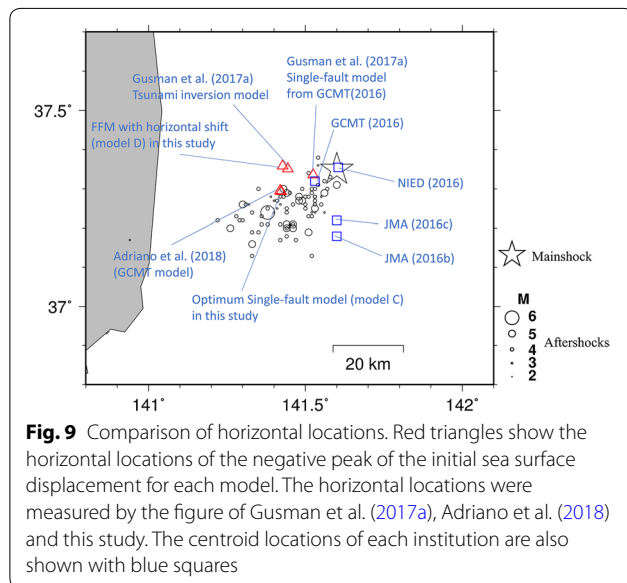 Gusman et al. (2017a)
Single-fault model
from GCMT(2016)
Gusman et al. (2017a)
Tsunami inversion model
37.5˚
FFM with horizontal shift
(model D) in this study
GCMT (2016)
NIED (2016)
JMA (2016c)
JMA (2016b)
Adriano et al. (2018)
(GCMT model)
Optimum Single-fault model (model C)
in this study
37˚
20 km
141˚
141.5˚
142˚
Mainshock
M
6
5
4
3
2
Aftershocks
Fig. 9 Comparison of horizontal locations. Red triangles show the
horizontal locations of the negative peak of the initial sea surface
displacement for each model. The horizontal locations were
measured by the figure of Gusman et al. (2017a), Adriano et al. (2018)
and this study. The centroid locations of each institution are also
shown with blue squares